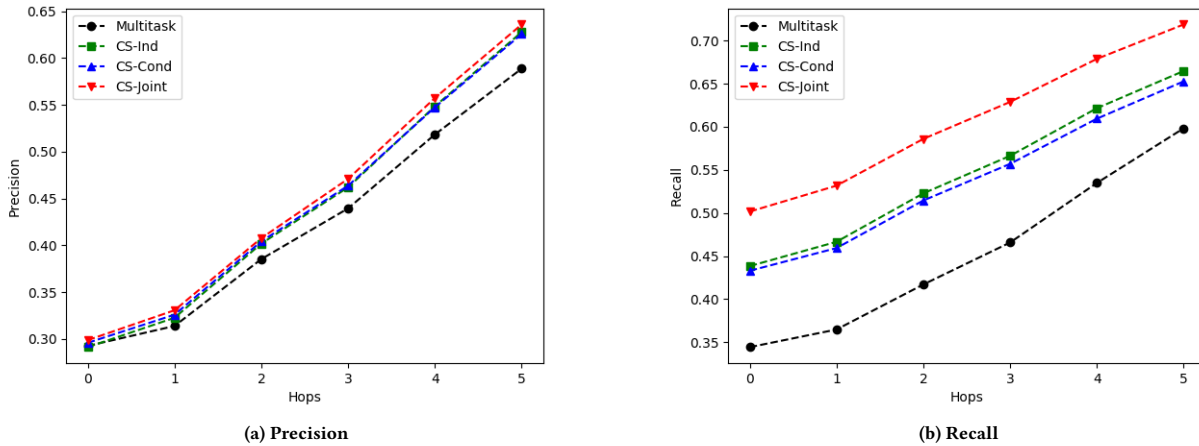 0.65
0.60
0.55
0.50
0.45
0.40
0.35
0.30
Precision
Multitask
CS-Ind
CS-Cond
CS-Joint
0 1 2 3 4 5
Hops
(a) Precision
0.70
0.65
0.60
0.55
0.50
0.45
0.40
0.35
Recall
Multitask
CS-Ind
CS-Cond
CS-Joint
0 1 2 3 4 5
Hops
(b) Recall